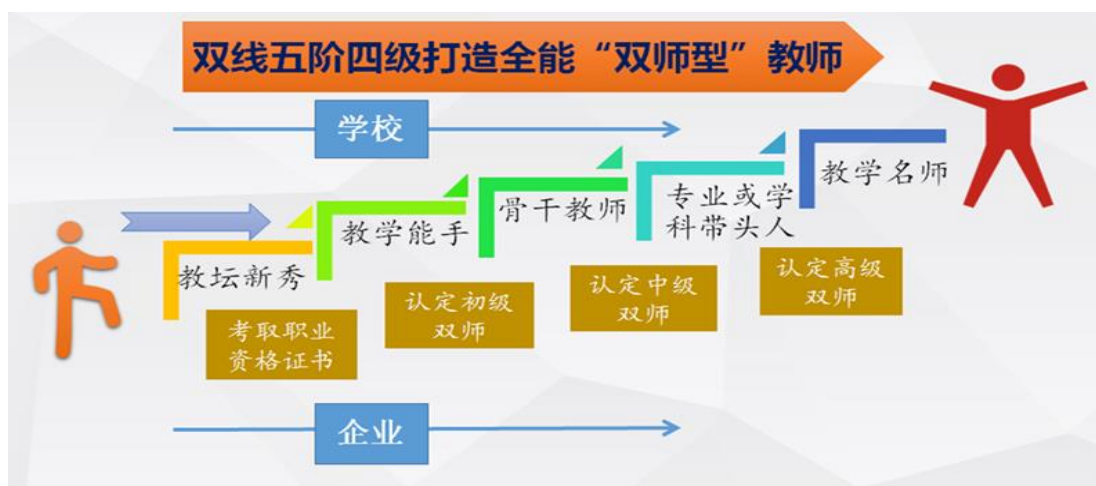 双线五阶四级打造全能“双师型”教师
学校
教学名师
专业或学
科带头人
骨干教师
教学能手
教坛新秀
认定高级
双师
认定中级
双师
认定初级
双师
考取职业
资格证书
企业